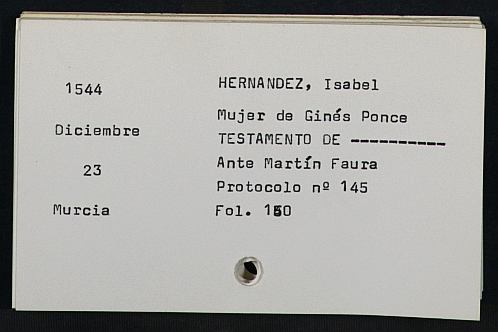 1544
HERNANDEZ, Isabel
Mujer de Ginés Ponce
Diciembre
TESTAMENTO DE ----------
23
Ante Martín Faura
Protocolo nº 145
Murcia
Fol.